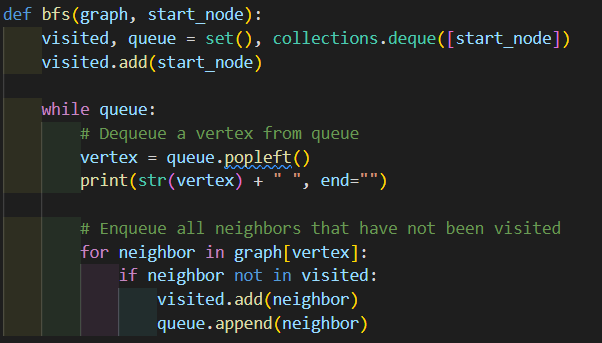 def bfs(graph, start_node):
    visited, queue = set(), collections.deque([start_node])
    visited.add(start_node)

    while queue:
        # Dequeue a vertex from queue
        vertex = queue.popleft()
        print(str(vertex) + " ", end="")

        # Enqueue all neighbors that have not been visited
        for neighbor in graph[vertex]:
            if neighbor not in visited:
                visited.add(neighbor)
                queue.append(neighbor)